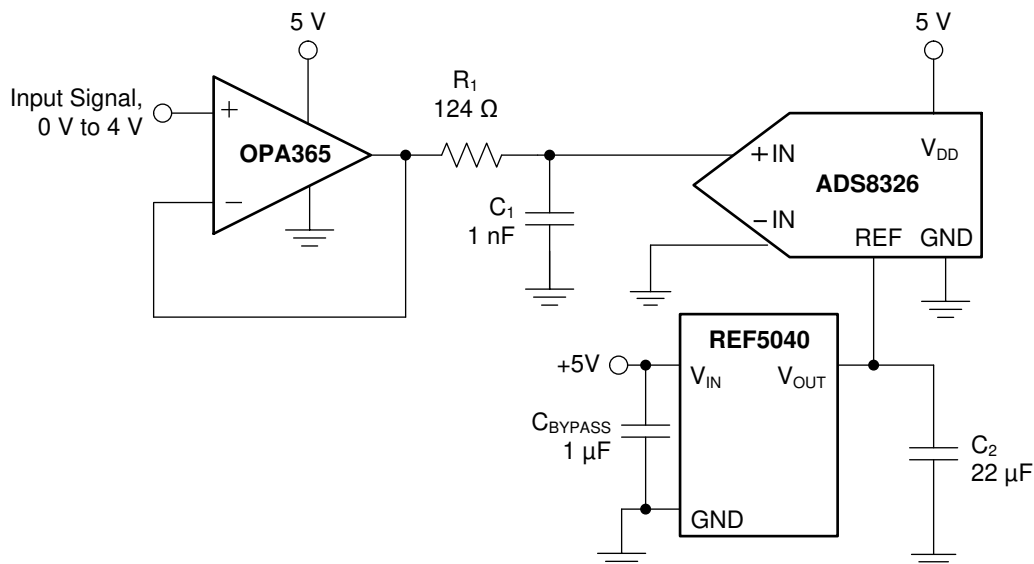 5 V
5 V
Input Signal,
0 V to 4 V
+
OPA365
−
R1
124 Ω
C1
1 nF
+IN
VDD
ADS8326
−IN
REF
GND
REF5040
+5V
VIN
VOUT
CBYPASS
1 µF
C2
22 µF
GND